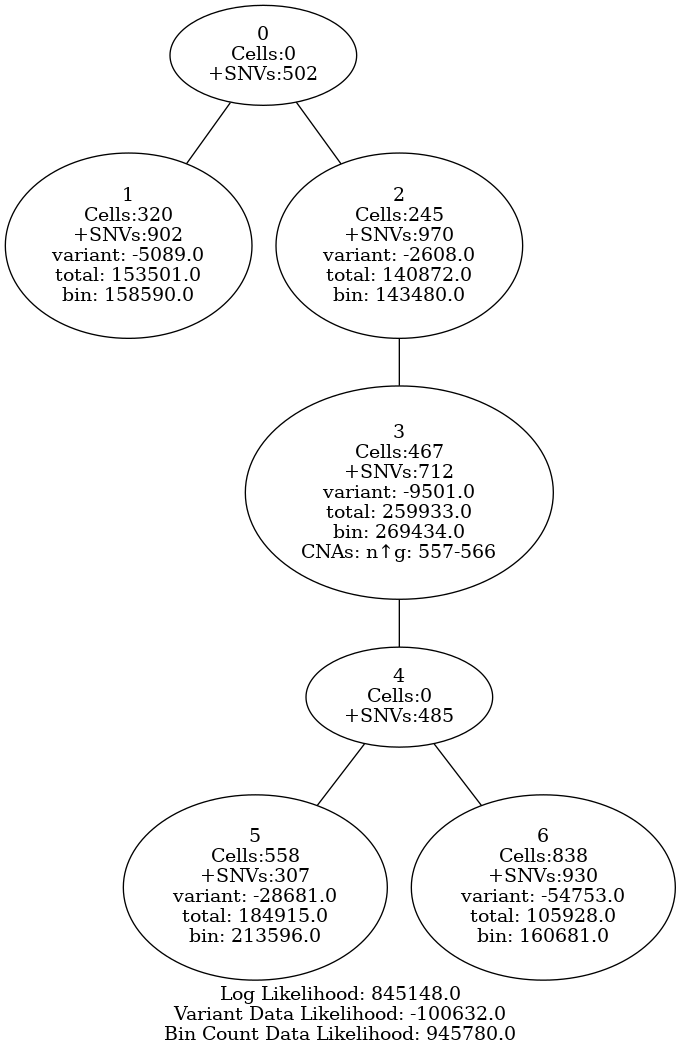 0
Cells:0
+SNVs:502
1
Cells:320
+SNVs:902
variant: -5089.0
total: 153501.0
bin: 158590.0
2
Cells:245
+SNVs:970
variant: -2608.0
total: 140872.0
bin: 143480.0
3
Cells:467
+SNVs:712
variant: -9501.0
total: 259933.0
bin: 269434.0
CNAs: n↑g: 557-566
4
Cells:0
+SNVs:485
5
Cells:558
+SNVs:307
variant: -28681.0
total: 184915.0
bin: 213596.0
6
Cells:838
+SNVs:930
variant: -54753.0
total: 105928.0
bin: 160681.0
Log Likelihood: 845148.0
Variant Data Likelihood: -100632.0
Bin Count Data Likelihood: 945780.0